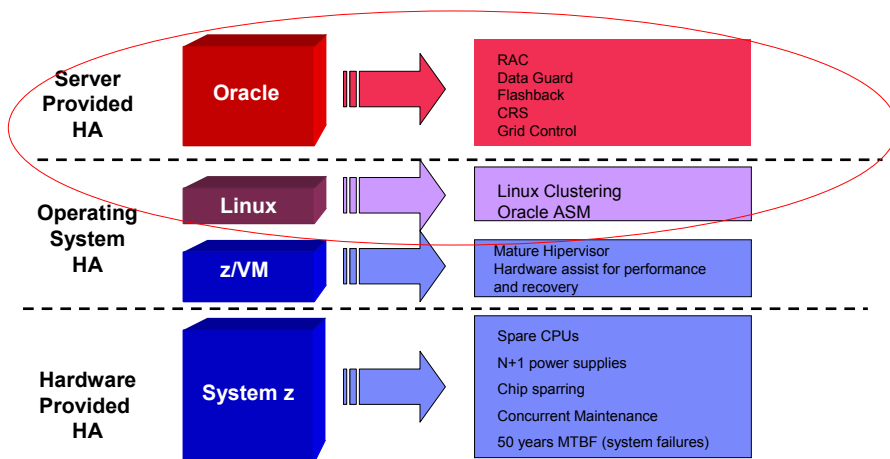 Server
Provided
HA
Oracle
RAC
Data Guard
Flashback
CRS
Grid Control
Operating
System
HA
Linux
Linux Clustering
Oracle ASM
z/VM
Mature Hipervisor
Hardware assist for performance
and recovery
Hardware
Provided
HA
System z
Spare CPUs
N+1 power supplies
Chip sparring
Concurrent Maintenance
50 years MTBF (system failures)